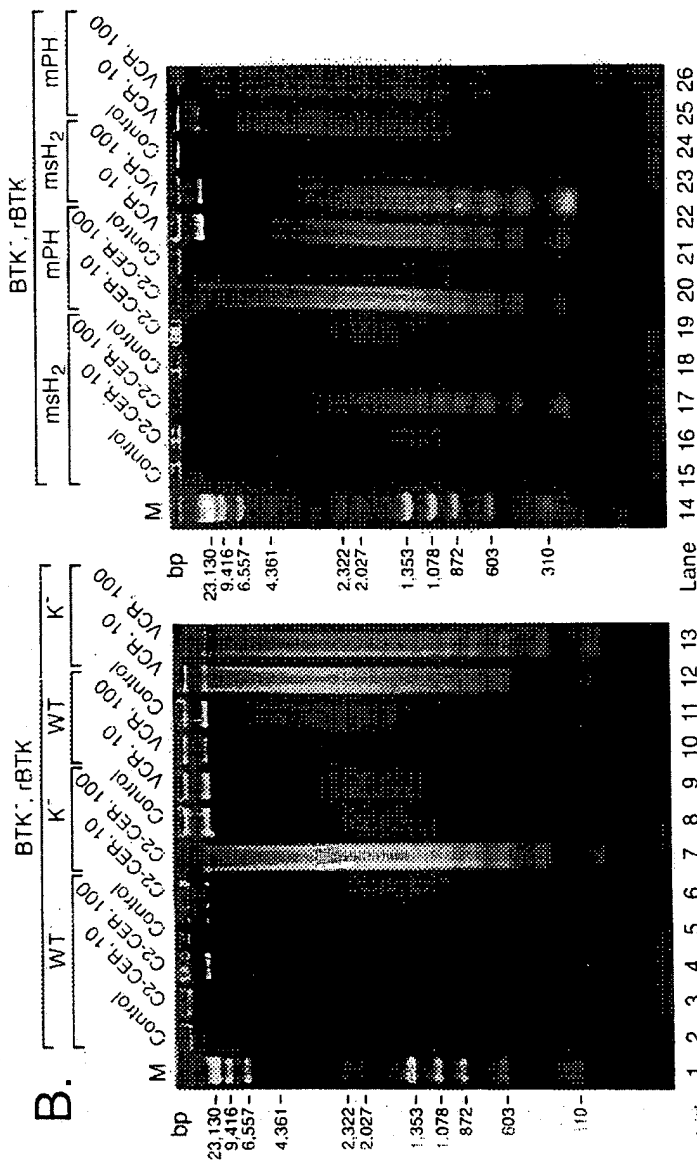 B.
BTK⁻, rBTK
WT K⁻ WT K⁻
M Control C2-CER, 10 C2-CER, 100 Control C2-CER, 10 C2-CER, 100 Control VCR, 10 VCR, 100 Control VCR, 10 VCR, 100
bp
23,130 –
9,416 –
6,557 –
4,361 –
2,322 –
2,027 –
1,353 –
1,078 –
872 –
603 –
110 –
1 2 3 4 5 6 7 8 9 10 11 12 13
BTK⁻, rBTK
msH₂ mPH msH₂ mPH
M Control C2-CER, 10 C2-CER, 100 Control C2-CER, 10 C2-CER, 100 Control VCR, 10 VCR, 100 Control VCR, 10 VCR, 100
bp
23,130 –
9,416 –
6,557 –
4,361 –
2,322 –
2,027 –
1,353 –
1,078 –
872 –
603 –
310 –
Lane 14 15 16 17 18 19 20 21 22 23 24 25 26